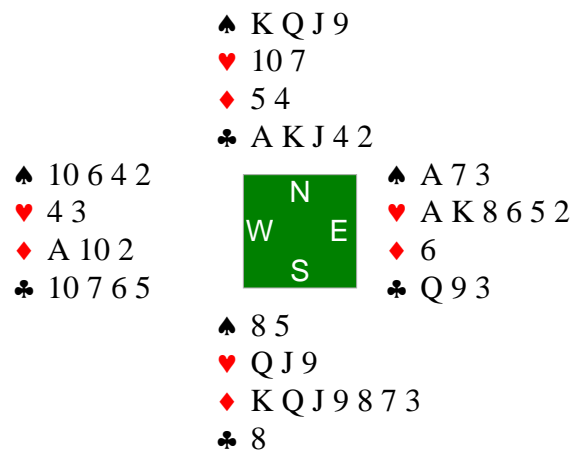 ♠ K Q J 9
♥ 10 7
♦ 5 4
♣ A K J 4 2
♠ 10 6 4 2
♥ 4 3
♦ A 10 2
♣ 10 7 6 5
N
W E
S
♠ A 7 3
♥ A K 8 6 5 2
♦ 6
♣ Q 9 3
♠ 8 5
♥ Q J 9
♦ K Q J 9 8 7 3
♣ 8